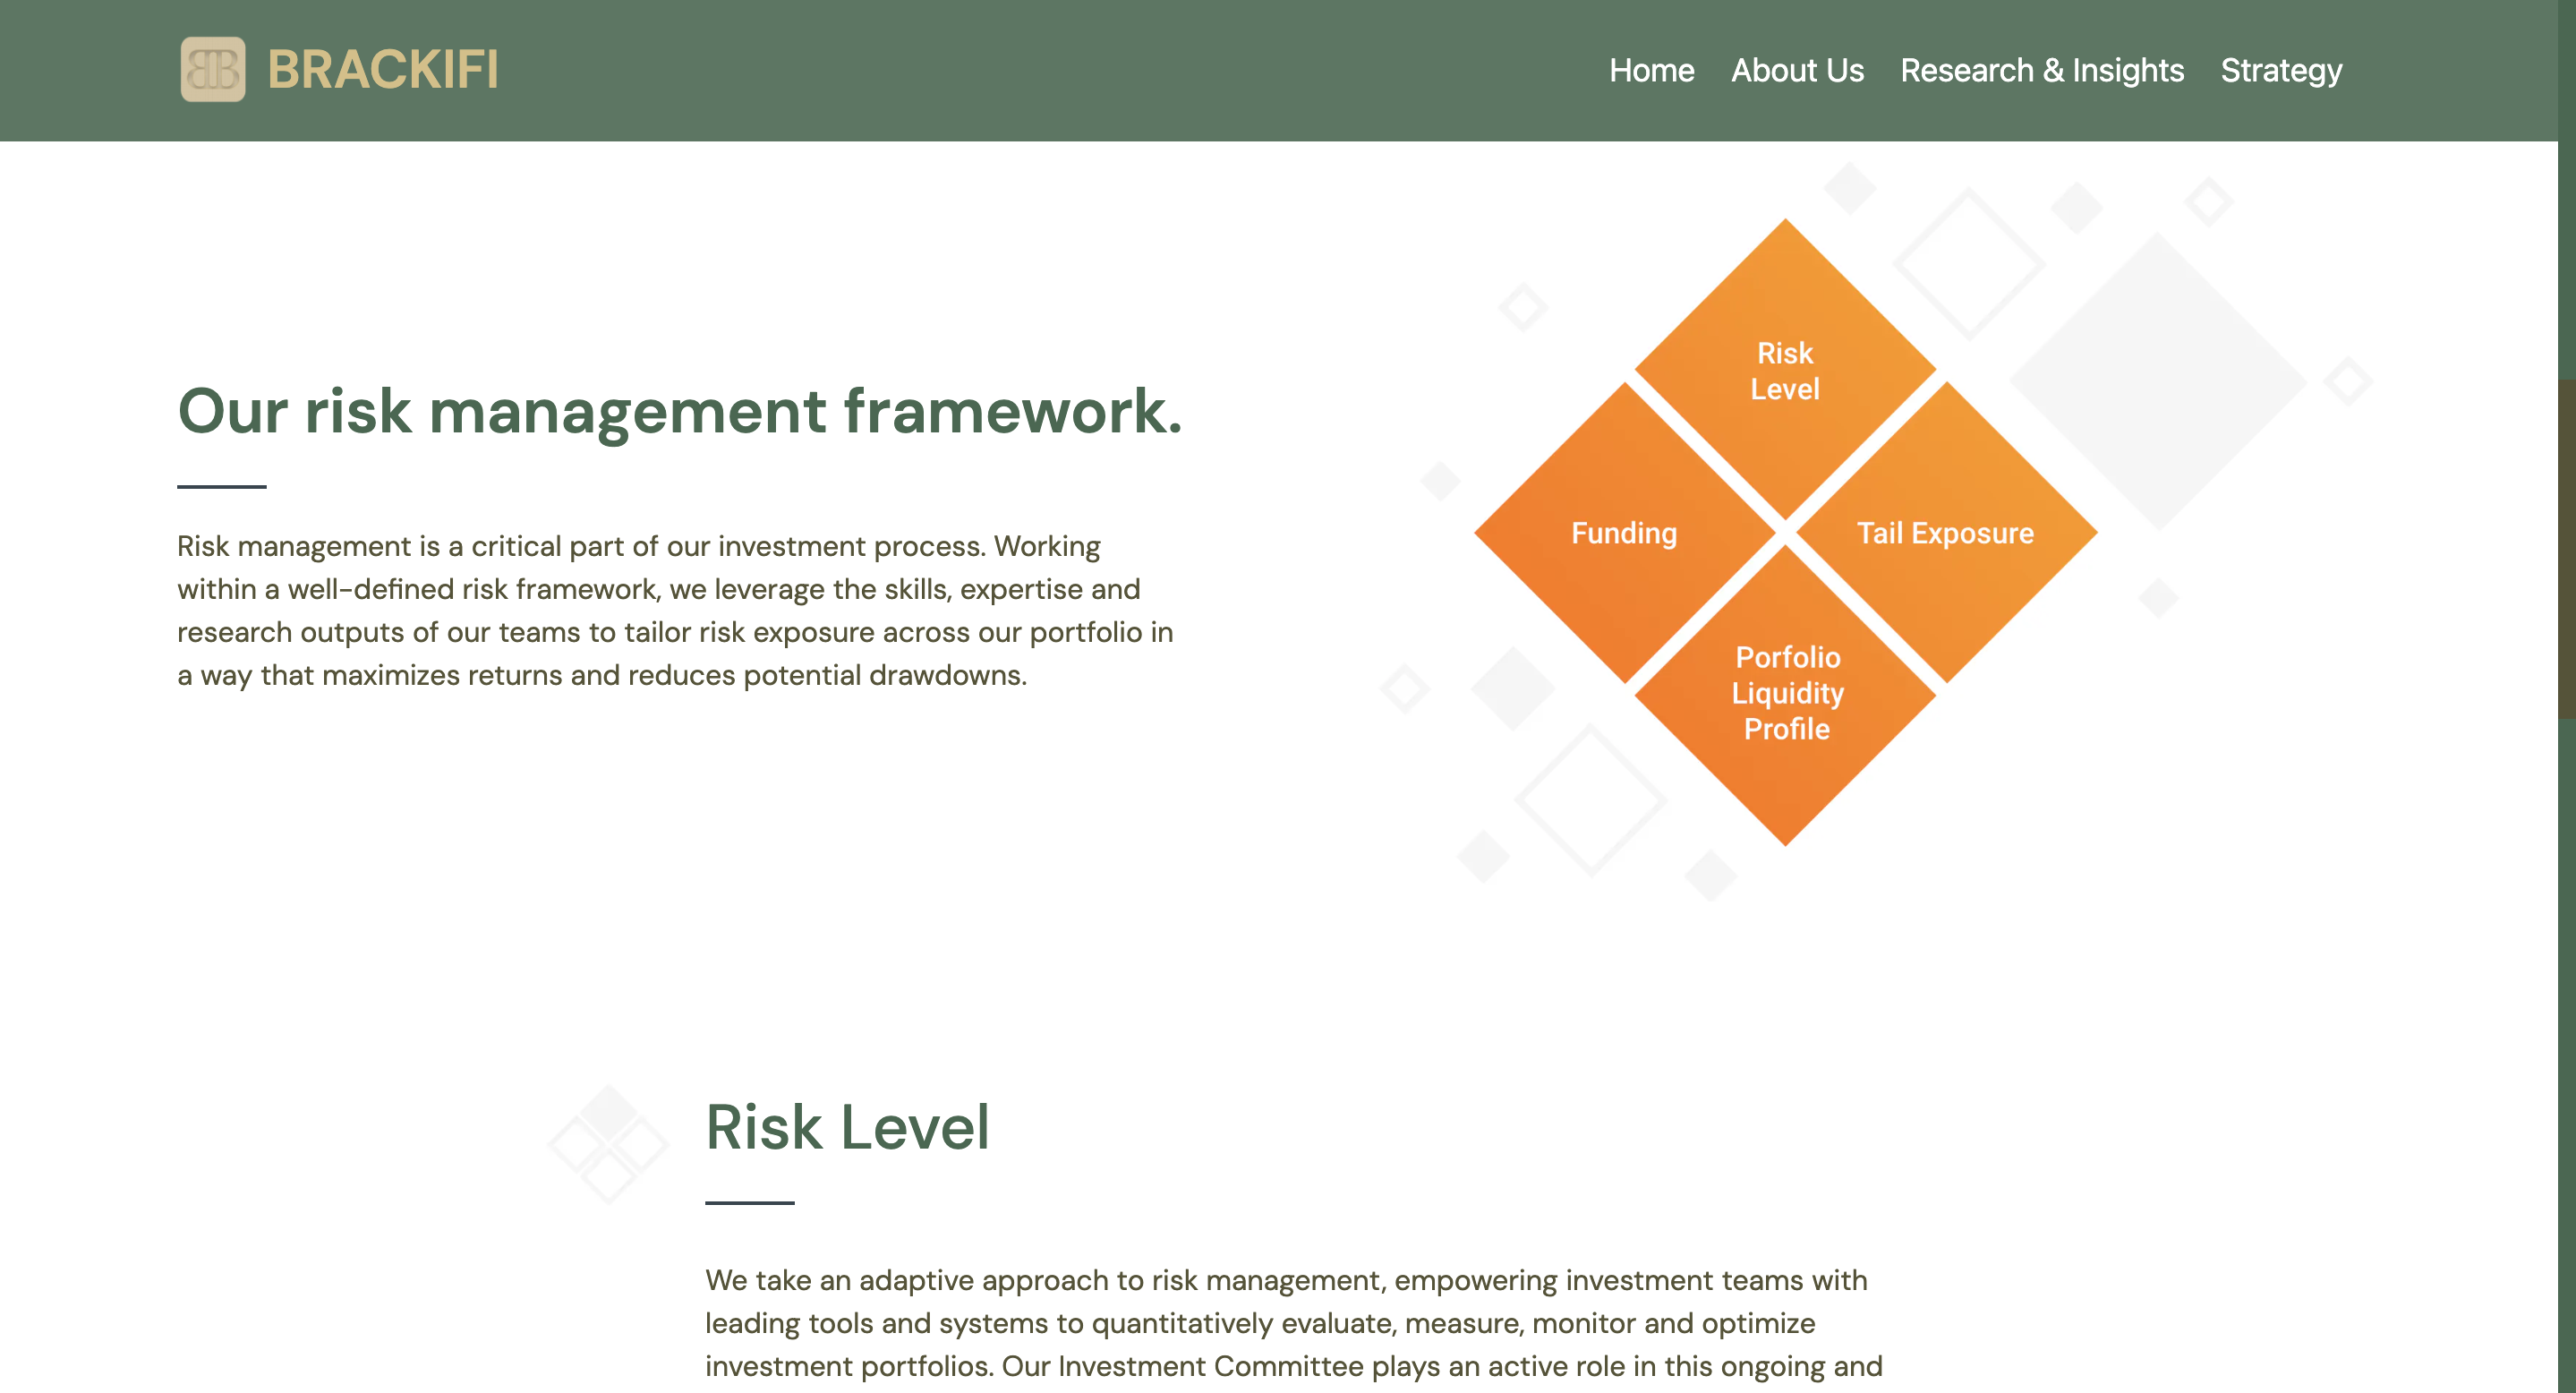 BRACKIFI
Home About Us Research & Insights Strategy
Our risk management framework.
Risk management is a critical part of our investment process. Working
within a well-defined risk framework, we leverage the skills, expertise and
research outputs of our teams to tailor risk exposure across our portfolio in
a way that maximizes returns and reduces potential drawdowns.
Risk
Level
Funding
Tail Exposure
Porfolio
Liquidity
Profile
Risk Level
We take an adaptive approach to risk management, empowering investment teams with
leading tools and systems to quantitatively evaluate, measure, monitor and optimize
investment portfolios. Our Investment Committee plays an active role in this ongoing and